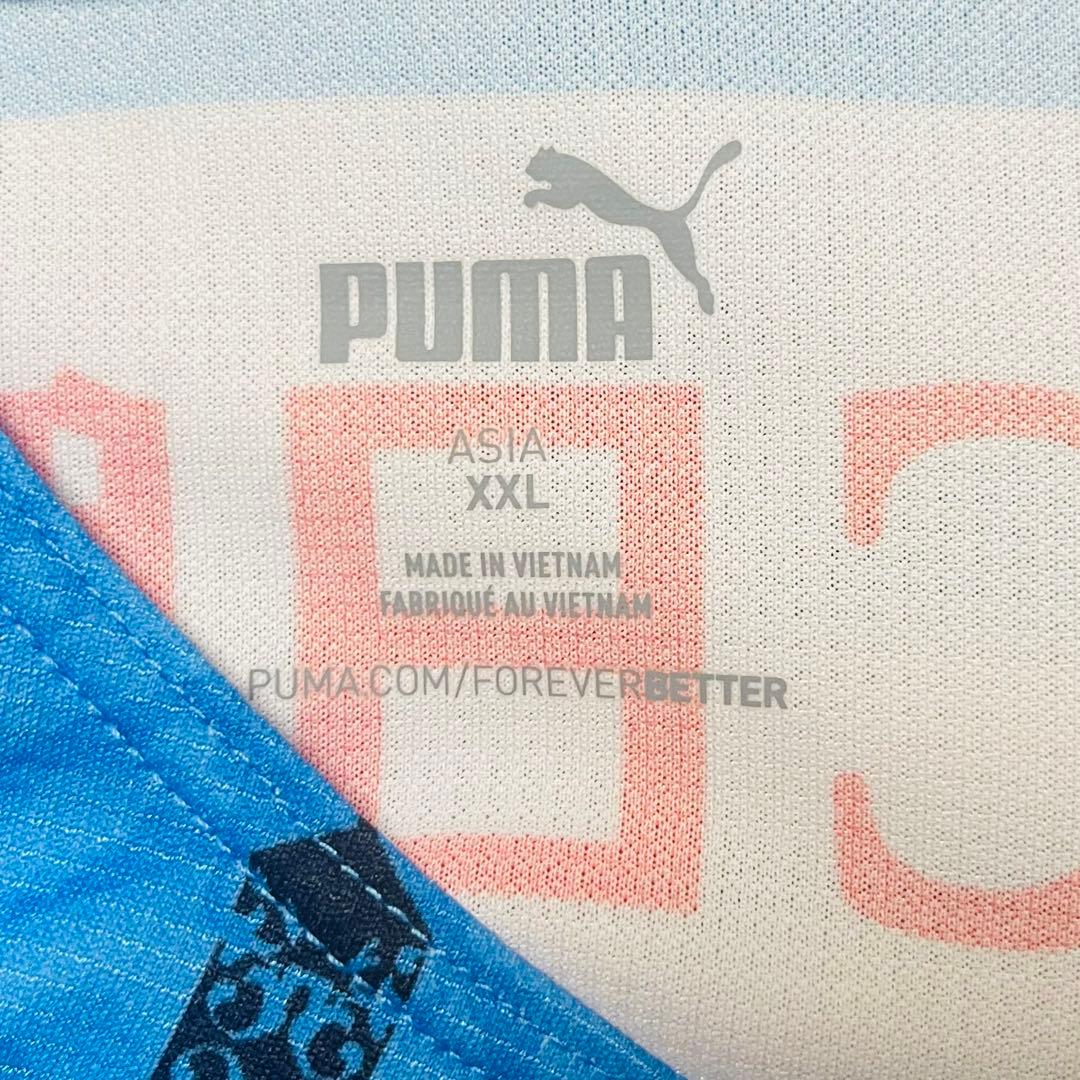 PUMA
ASIA
XXL
MADE IN VIETNAM
FABRIQUÉ AU VIETNAM
PUMA.COM/FOREVERBETTER